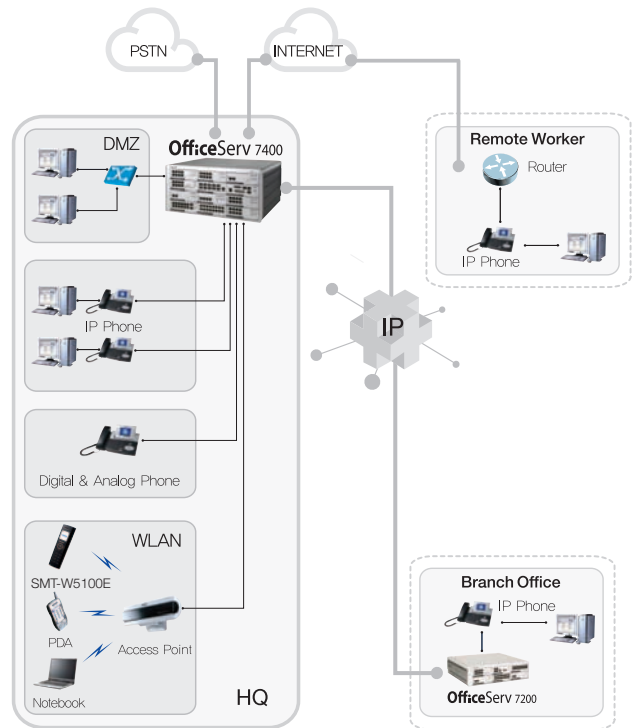 PSTN
INTERNET
DMZ
OfficeServ 7400
Remote Worker
Router
IP Phone
IP Phone
IP
Digital & Analog Phone
WLAN
SMT-W5100E
PDA
Access Point
Notebook
HQ
Branch Office
IP Phone
OfficeServ 7200